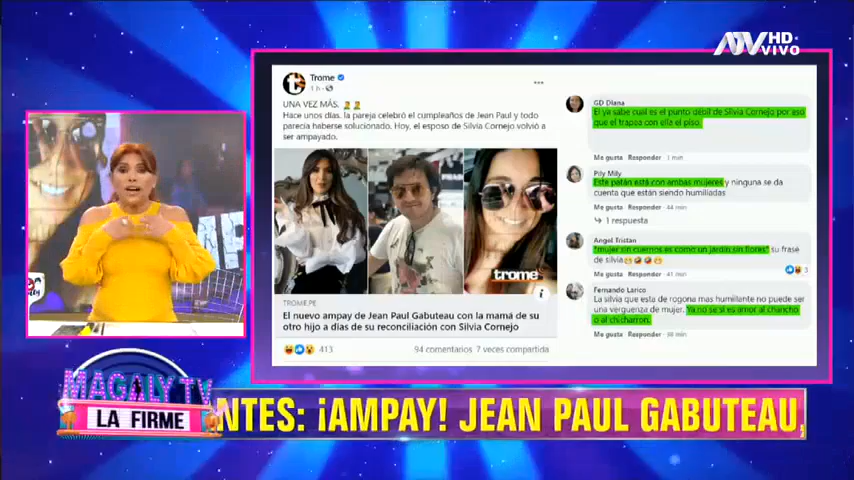 ATV HD
VIVO
Trome
1 h
UNA VEZ MÁS.
Hace unos días, la pareja celebró el cumpleaños de Jean Paul y todo
parecía haberse solucionado. Hoy, el esposo de Silvia Cornejo volvió a
ser ampayado.
trome
TROME.PE
El nuevo ampay de Jean Paul Gabuteau con la mamá de su
otro hijo a días de su reconciliación con Silvia Cornejo
413
94 comentarios 7 veces compartida
GD Diana
El ya sabe cual es el punto débil de Silvia Cornejo por eso
que el trapea con ella el piso.
Me gusta Responder 1 min
Pily Mily
Este patán está con ambas mujeres y ninguna se da
cuenta que están siendo humilladas
Me gusta Responder 44 min
1 respuesta
Angel Tristan
"mujer sin cuernos es como un jardin sin flores" su frase
de silvia
3
Me gusta Responder 41 min
Fernando Larico
La silvia que esta de rogona mas humillante no puede ser
una verguenza de mujer. Ya no se si es amor al chancho
o al chicharron.
Me gusta Responder 38 min
MAGALY TV
LA FIRME
NTES: ¡AMPAY! JEAN PAUL GABUTEAU,